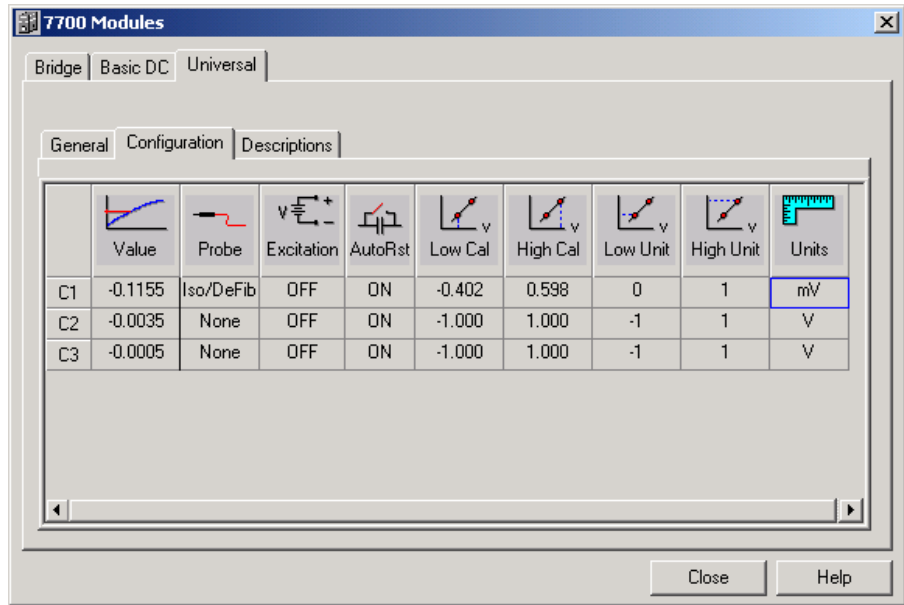 7700 Modules
Bridge Basic DC Universal
General Configuration Descriptions
V + - V V V V
Value Probe Excitation AutoRst Low Cal High Cal Low Unit High Unit Units
C1 -0.1155 Iso/DeFib OFF ON -0.402 0.598 0 1 mV
C2 -0.0035 None OFF ON -1.000 1.000 -1 1 V
C3 -0.0005 None OFF ON -1.000 1.000 -1 1 V
Close Help